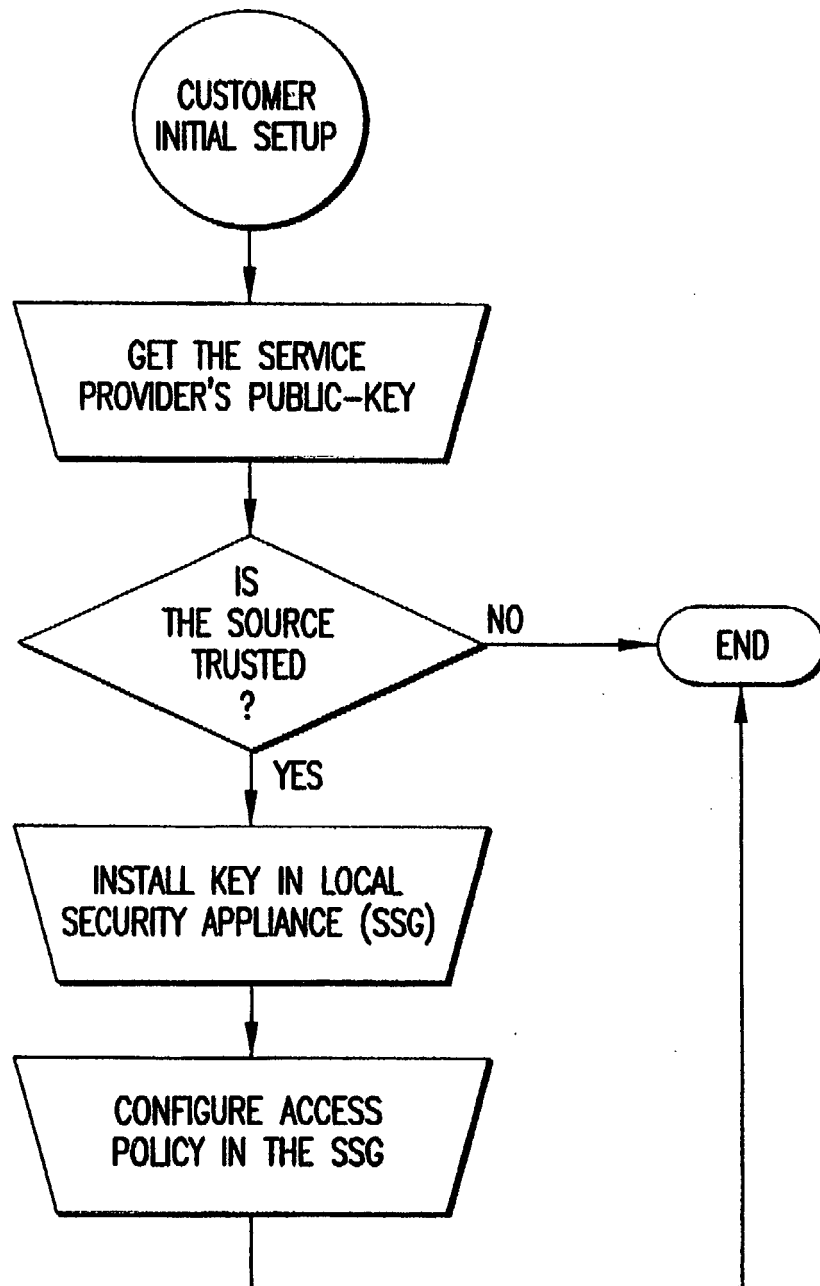 CUSTOMER
INITIAL SETUP
GET THE SERVICE
PROVIDER'S PUBLIC-KEY
IS
THE SOURCE
TRUSTED
?
NO
END
YES
INSTALL KEY IN LOCAL
SECURITY APPLIANCE (SSG)
CONFIGURE ACCESS
POLICY IN THE SSG